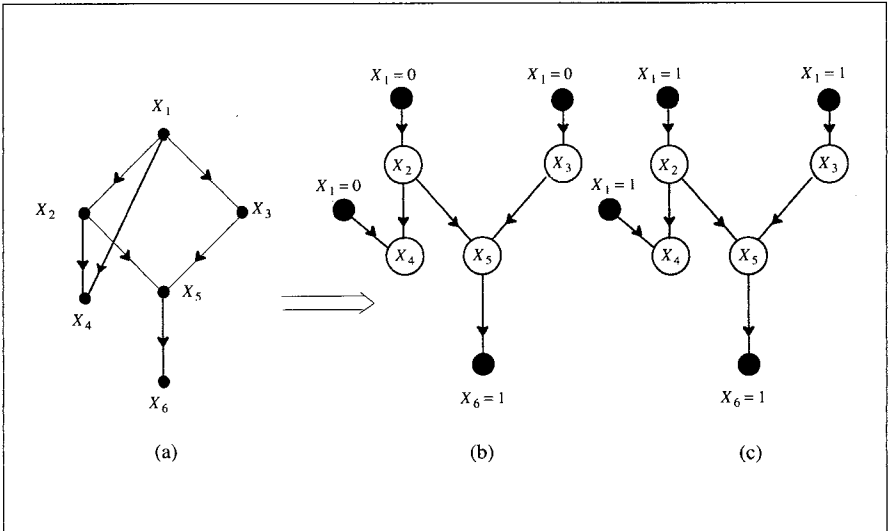 X1
X2
X3
X4
X5
X6
(a)
X1 = 0
X1 = 0
X2
X3
X1 = 0
X4
X5
X6 = 1
(b)
X1 = 1
X1 = 1
X2
X3
X1 = 1
X4
X5
X6 = 1
(c)